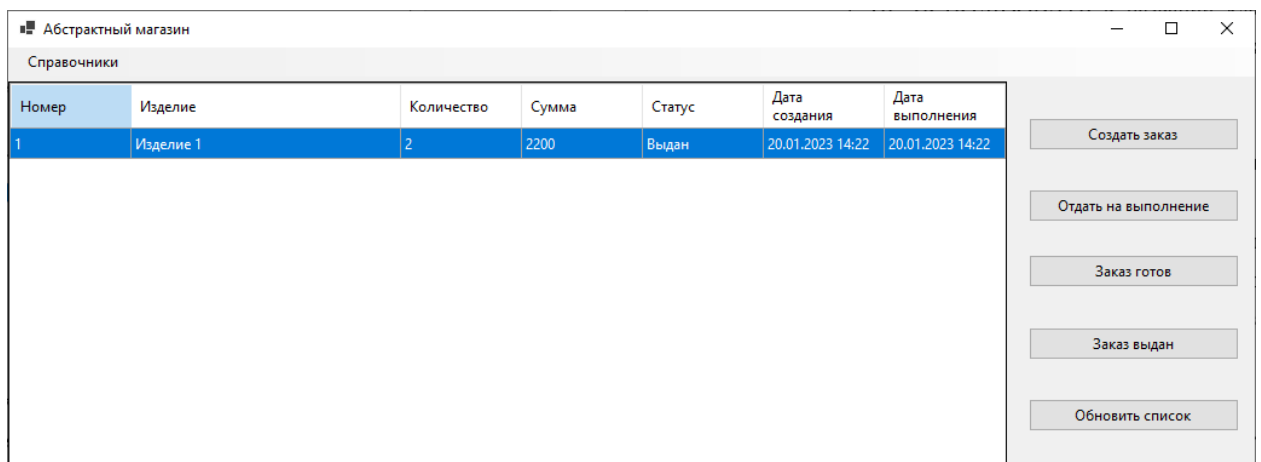 Абстрактный магазин
Справочники
Номер Изделие Количество Сумма Статус Дата создания Дата выполнения
1 Изделие 1 2 2200 Выдан 20.01.2023 14:22 20.01.2023 14:22
Создать заказ
Отдать на выполнение
Заказ готов
Заказ выдан
Обновить список